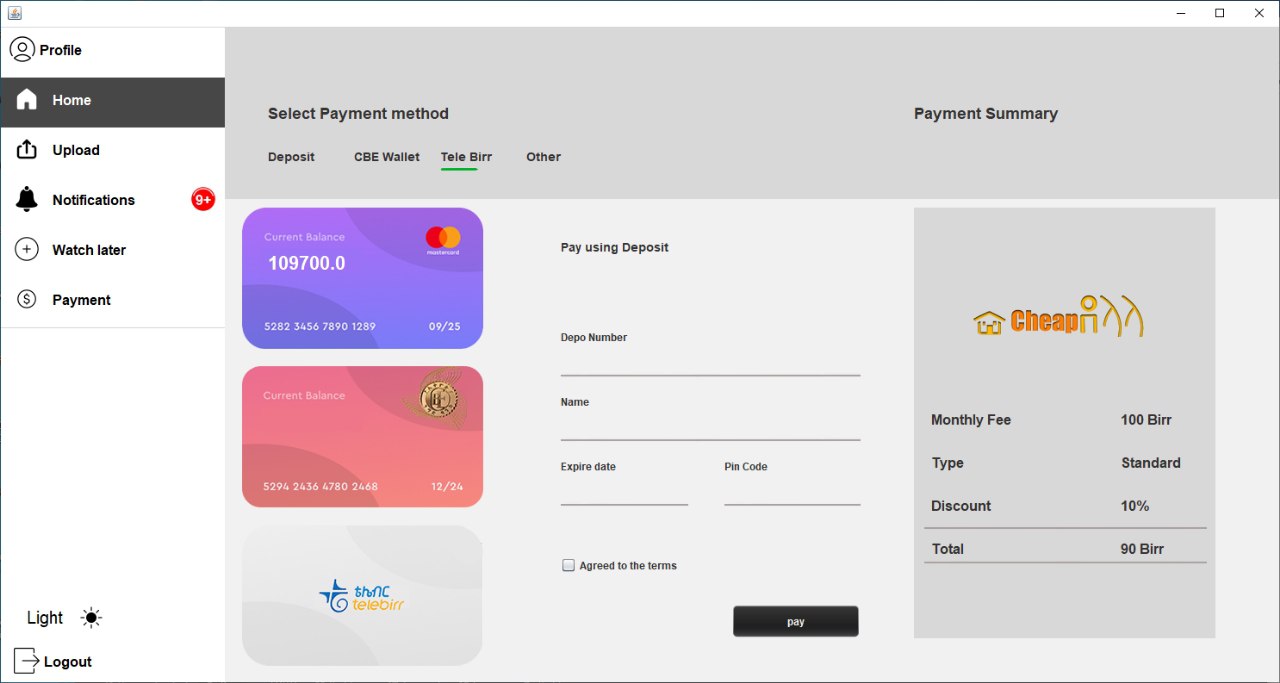 Profile
Home
Upload
Notifications
9+
Watch later
Payment
Light
Logout
Select Payment method
Deposit
CBE Wallet
Tele Birr
Other
Current Balance
mastercard
109700.0
5282 3456 7890 1289
09/25
Current Balance
5294 2436 4780 2468
12/24
ቴሌብር
telebirr
Pay using Deposit
Depo Number
Name
Expire date
Pin Code
Agreed to the terms
pay
Payment Summary
Cheap
Monthly Fee
100 Birr
Type
Standard
Discount
10%
Total
90 Birr